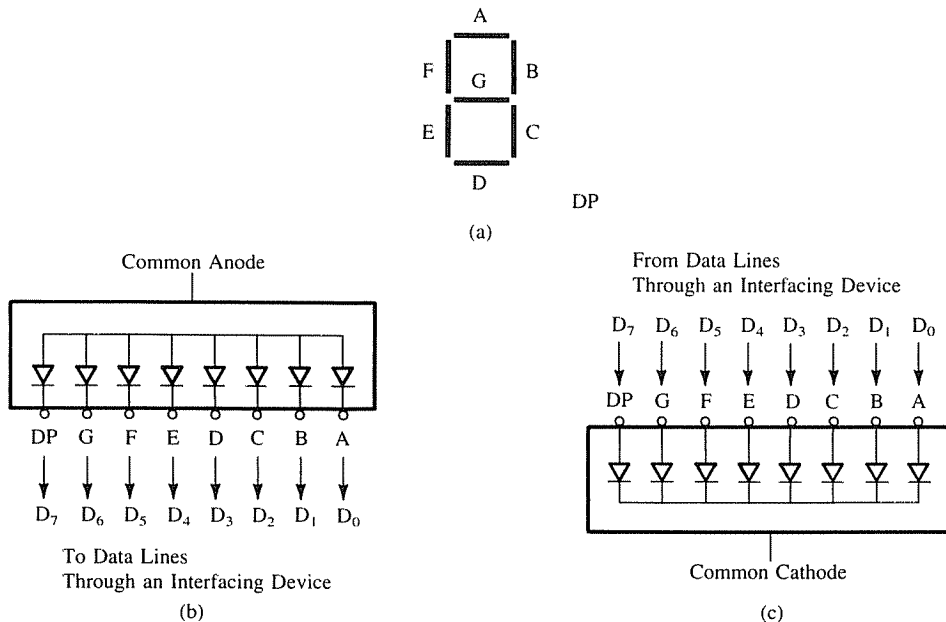 A
F
B
G
E
C
D
DP
(a)
Common Anode
DP G F E D C B A
D₇ D₆ D₅ D₄ D₃ D₂ D₁ D₀
To Data Lines
Through an Interfacing Device
(b)
From Data Lines
Through an Interfacing Device
D₇ D₆ D₅ D₄ D₃ D₂ D₁ D₀
DP G F E D C B A
Common Cathode
(c)